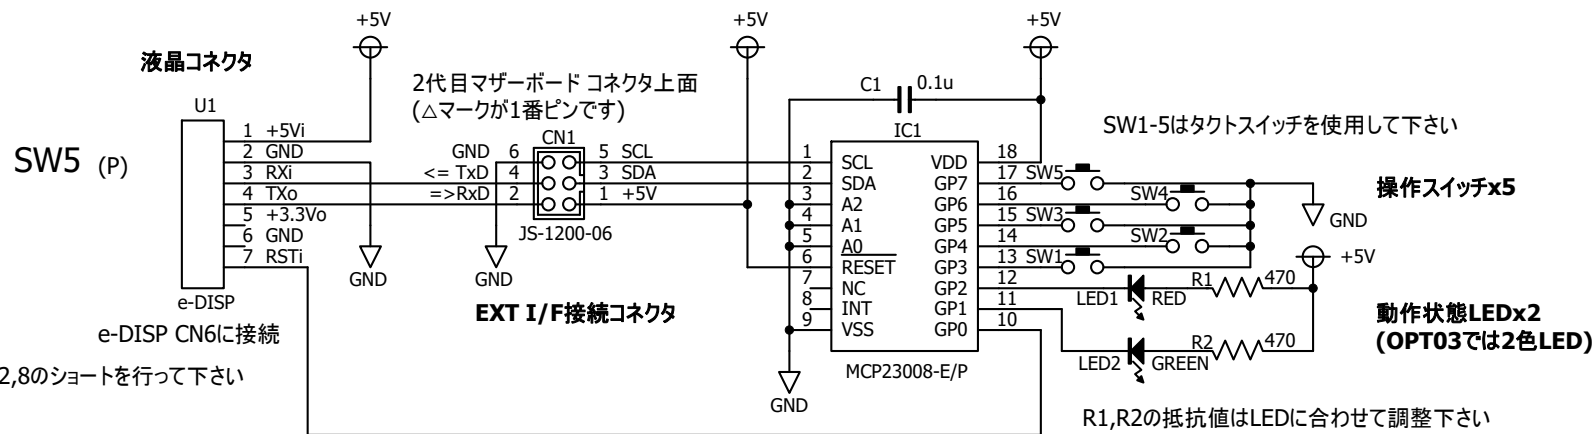 +5V
+5V
+5V
液晶コネクタ
2代目マザーボード コネクタ上面
(△マークが1番ピンです)
C1
0.1u
U1
IC1
SW1-5はタクトスイッチを使用して下さい
SW5 (P)
1 +5Vi
2 GND
3 RXi
4 TXo
5 +3.3Vo
6 GND
7 RSTi
e-DISP
e-DISP CN6に接続
2,8のショートを行って下さい
GND
CN1
GND 6
5 SCL
<= TxD 4
3 SDA
=>RxD 2
1 +5V
JS-1200-06
GND
EXT I/F接続コネクタ
1 SCL
2 SDA
3 A2
4 A1
5 A0
6 RESET
7 NC
8 INT
9 VSS
VDD 18
GP7 17 SW5
GP6 16 SW4
GP5 15 SW3
GP4 14 SW2
GP3 13 SW1
GP2 12
GP1 11
GP0 10
MCP23008-E/P
GND
操作スイッチx5
GND
+5V
LED1 RED R1 470
LED2 GREEN R2 470
動作状態LEDx2
(OPT03では2色LED)
R1,R2の抵抗値はLEDに合わせて調整下さい